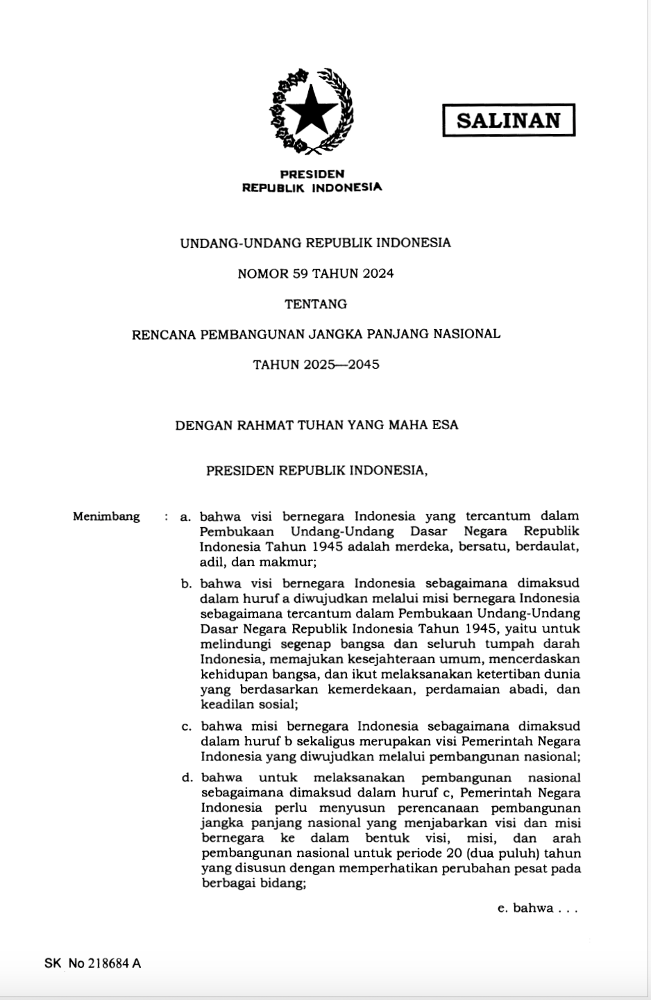 SALINAN
PRESIDEN
REPUBLIK INDONESIA
UNDANG-UNDANG REPUBLIK INDONESIA
NOMOR 59 TAHUN 2024
TENTANG
RENCANA PEMBANGUNAN JANGKA PANJANG NASIONAL
TAHUN 2025—2045
DENGAN RAHMAT TUHAN YANG MAHA ESA
PRESIDEN REPUBLIK INDONESIA,
Menimbang : a. bahwa visi bernegara Indonesia yang tercantum dalam
Pembukaan Undang-Undang Dasar Negara Republik
Indonesia Tahun 1945 adalah merdeka, bersatu, berdaulat,
adil, dan makmur;
b. bahwa visi bernegara Indonesia sebagaimana dimaksud
dalam huruf a diwujudkan melalui misi bernegara Indonesia
sebagaimana tercantum dalam Pembukaan Undang-Undang
Dasar Negara Republik Indonesia Tahun 1945, yaitu untuk
melindungi segenap bangsa dan seluruh tumpah darah
Indonesia, memajukan kesejahteraan umum, mencerdaskan
kehidupan bangsa, dan ikut melaksanakan ketertiban dunia
yang berdasarkan kemerdekaan, perdamaian abadi, dan
keadilan sosial;
c. bahwa misi bernegara Indonesia sebagaimana dimaksud
dalam huruf b sekaligus merupakan visi Pemerintah Negara
Indonesia yang diwujudkan melalui pembangunan nasional;
d. bahwa untuk melaksanakan pembangunan nasional
sebagaimana dimaksud dalam huruf c, Pemerintah Negara
Indonesia perlu menyusun perencanaan pembangunan
jangka panjang nasional yang menjabarkan visi dan misi
bernegara ke dalam bentuk visi, misi, dan arah
pembangunan nasional untuk periode 20 (dua puluh) tahun
yang disusun dengan memperhatikan perubahan pesat pada
berbagai bidang;
e. bahwa . . .
SK No 218684 A